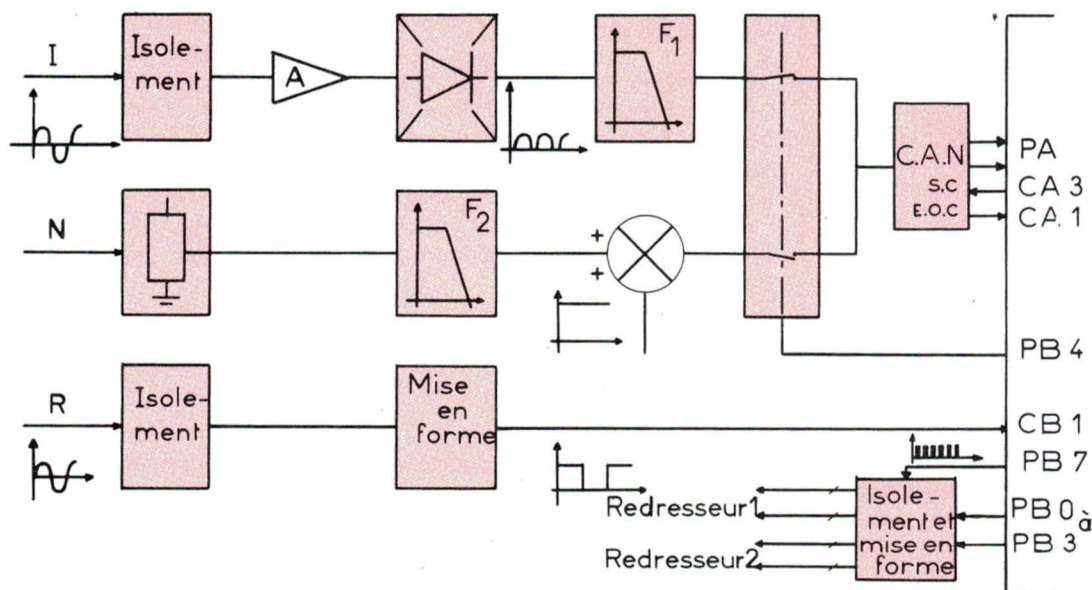 I
Isole-
ment
A
F1
C.A.N
S.C
E.O.C
PA
CA 3
CA.1
N
F2
+
+
PB 4
R
Isole-
ment
Mise
en
forme
CB 1
PB 7
Redresseur1
Redresseur2
Isole-
ment et
mise en
forme
PB 0 à
PB 3